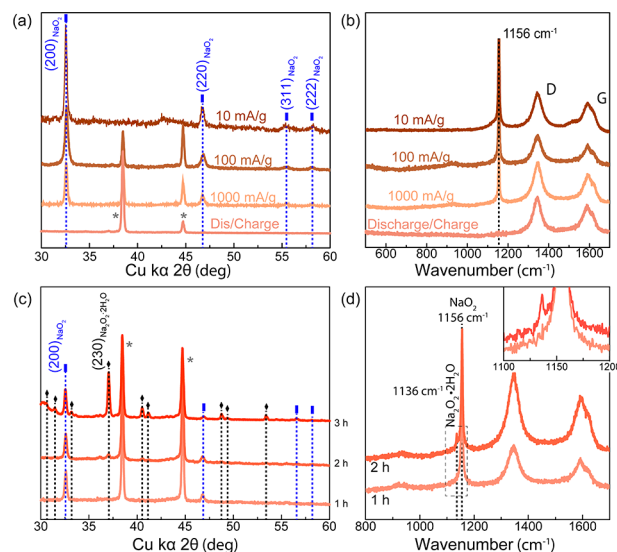 (a)
(200)NaO₂
(220)NaO₂
(311)NaO₂
(222)NaO₂
10 mA/g
100 mA/g
1000 mA/g
Dis/Charge
* *
30 35 40 45 50 55 60
Cu kα 2θ (deg)
(b)
1156 cm⁻¹
D
G
10 mA/g
100 mA/g
1000 mA/g
Discharge/Charge
600 800 1000 1200 1400 1600
Wavenumber (cm⁻¹)
(c)
(200)NaO₂
(230)Na₂O₂·2H₂O
* *
3 h
2 h
1 h
30 35 40 45 50 55 60
Cu kα 2θ (deg)
(d)
NaO₂
1156 cm⁻¹
1136 cm⁻¹
Na₂O₂•2H₂O
1100 1150 1200
2 h
1 h
800 1000 1200 1400 1600
Wavenumber (cm⁻¹)